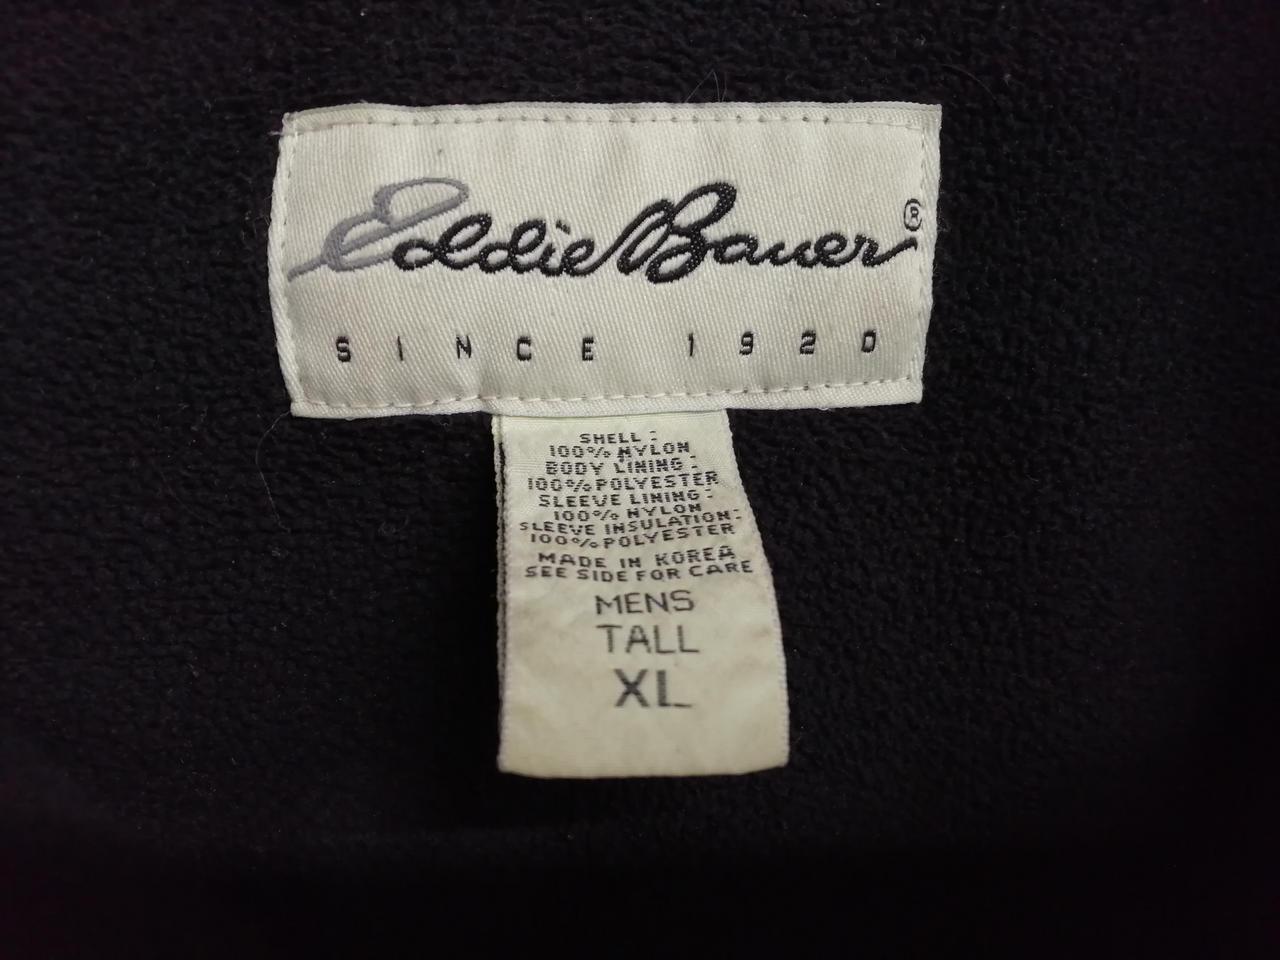 Eddie Bauer®
SINCE 1920
SHELL:
100% NYLON
BODY LINING:
100% POLYESTER
SLEEVE LINING:
100% NYLON
SLEEVE INSULATION:
100% POLYESTER
MADE IN KOREA
SEE SIDE FOR CARE
MENS
TALL
XL